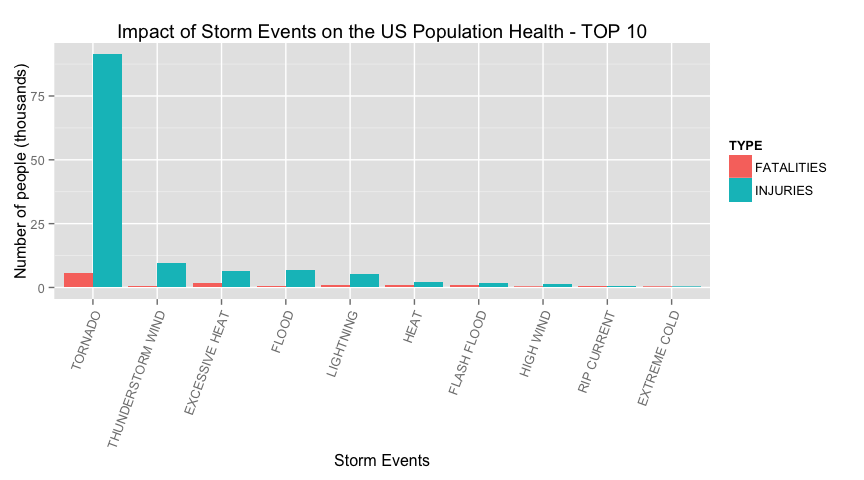 Impact of Storm Events on the US Population Health - TOP 10
Number of people (thousands)
75
50
25
0
TORNADO
THUNDERSTORM WIND
EXCESSIVE HEAT
FLOOD
LIGHTNING
HEAT
FLASH FLOOD
HIGH WIND
RIP CURRENT
EXTREME COLD
Storm Events
TYPE
FATALITIES
INJURIES